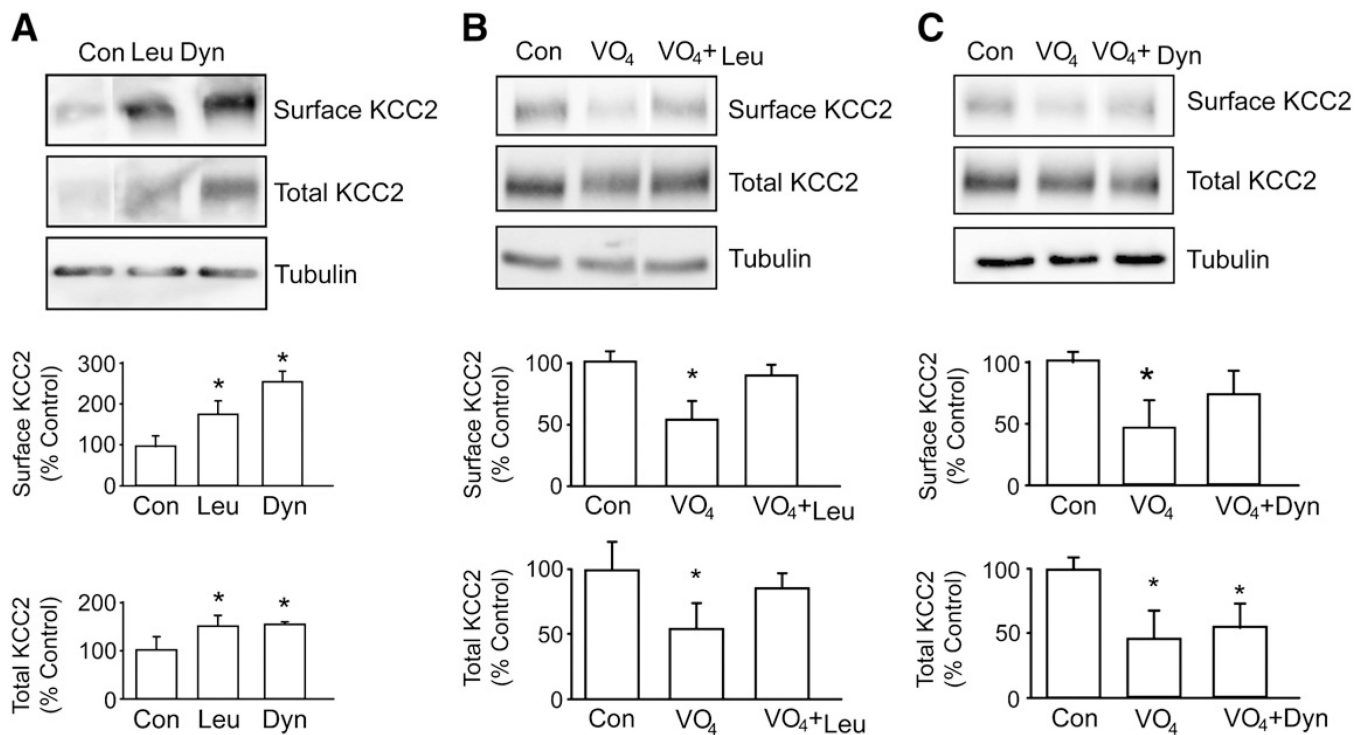 A
Con Leu Dyn
Surface KCC2
Total KCC2
Tubulin
Surface KCC2
(% Control)
300
200
100
0
*
*
Con Leu Dyn
Total KCC2
(% Control)
200
100
0
*
*
Con Leu Dyn
B
Con VO₄ VO₄+Leu
Surface KCC2
Total KCC2
Tubulin
Surface KCC2
(% Control)
100
50
0
*
Con VO₄ VO₄+Leu
Total KCC2
(% Control)
100
50
0
*
Con VO₄ VO₄+Leu
C
Con VO₄ VO₄+Dyn
Surface KCC2
Total KCC2
Tubulin
Surface KCC2
(% Control)
100
50
0
*
Con VO₄ VO₄+Dyn
Total KCC2
(% Control)
100
50
0
*
*
Con VO₄ VO₄+Dyn